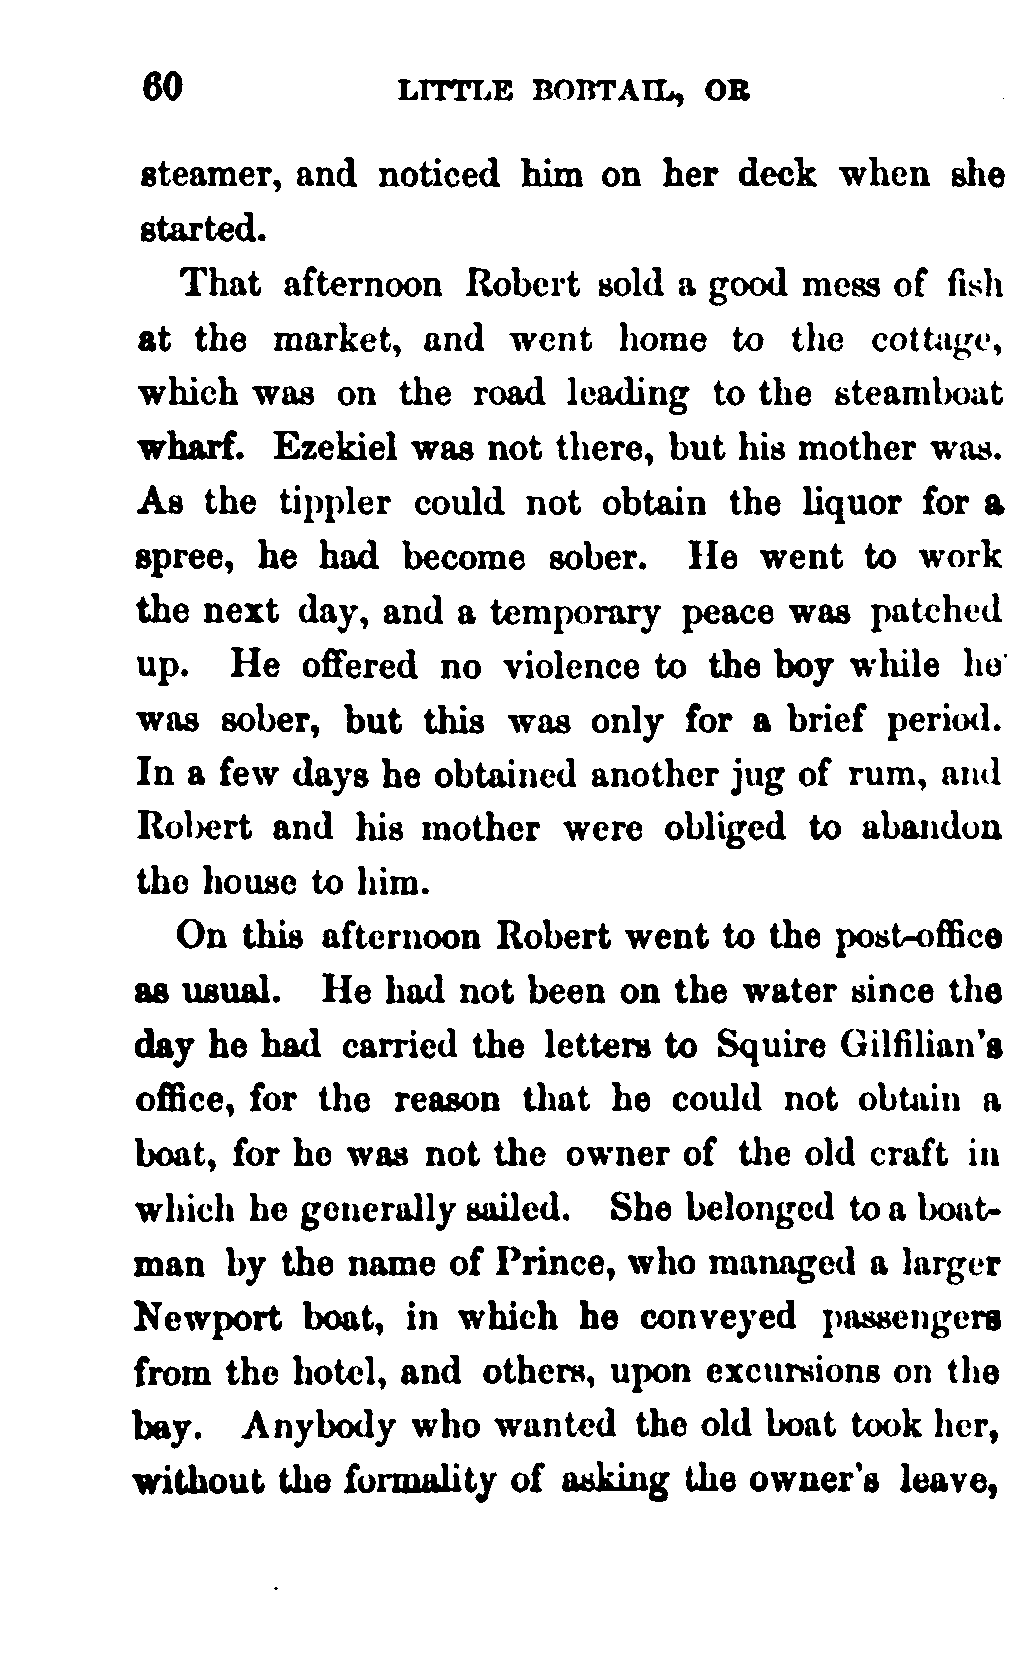 60 LITTLE BOBTAIL, OR
steamer, and noticed him on her deck when she
started.
That afternoon Robert sold a good mess of fish
at the market, and went home to the cottage,
which was on the road leading to the steamboat
wharf. Ezekiel was not there, but his mother was.
As the tippler could not obtain the liquor for a
spree, he had become sober. He went to work
the next day, and a temporary peace was patched
up. He offered no violence to the boy while he
was sober, but this was only for a brief period.
In a few days he obtained another jug of rum, and
Robert and his mother were obliged to abandon
the house to him.
On this afternoon Robert went to the post-office
as usual. He had not been on the water since the
day he had carried the letters to Squire Gilfilian's
office, for the reason that he could not obtain a
boat, for he was not the owner of the old craft in
which he generally sailed. She belonged to a boat-
man by the name of Prince, who managed a larger
Newport boat, in which he conveyed passengers
from the hotel, and others, upon excursions on the
bay. Anybody who wanted the old boat took her,
without the formality of asking the owner's leave,